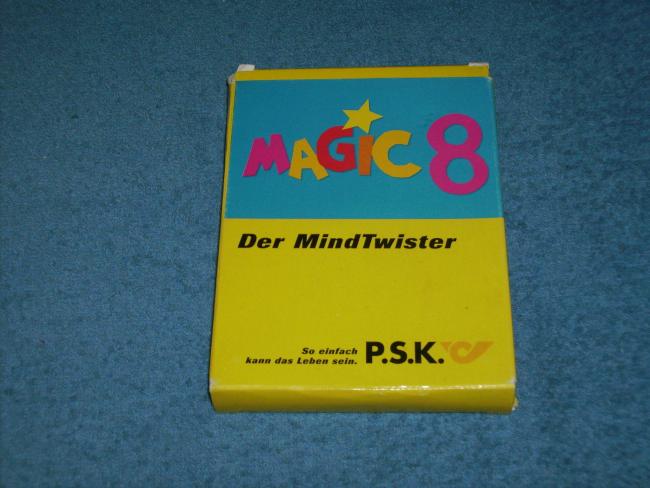 MAGIC 8
Der MindTwister
So einfach
kann das Leben sein. P.S.K.